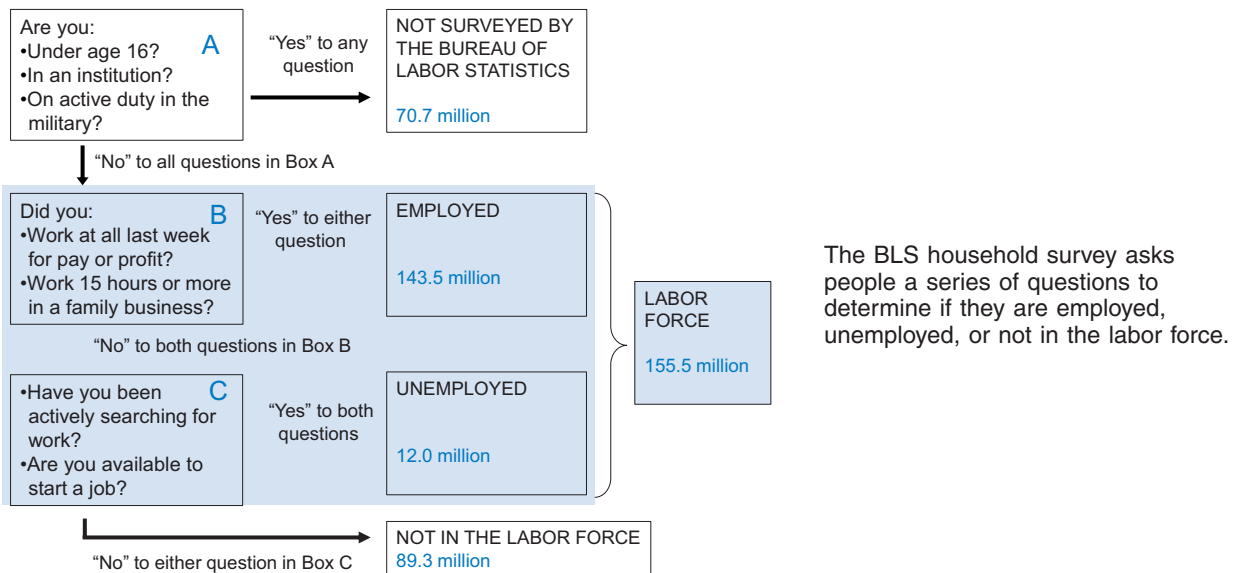 Are you:
•Under age 16?
•In an institution?
•On active duty in the
military?
A
“Yes” to any
question
NOT SURVEYED BY
THE BUREAU OF
LABOR STATISTICS
70.7 million
“No” to all questions in Box A
Did you:
•Work at all last week
for pay or profit?
•Work 15 hours or more
in a family business?
B
“Yes” to either
question
EMPLOYED
143.5 million
“No” to both questions in Box B
•Have you been
actively searching for
work?
•Are you available to
start a job?
C
“Yes” to both
questions
UNEMPLOYED
12.0 million
LABOR
FORCE
155.5 million
“No” to either question in Box C
NOT IN THE LABOR FORCE
89.3 million
The BLS household survey asks
people a series of questions to
determine if they are employed,
unemployed, or not in the labor force.